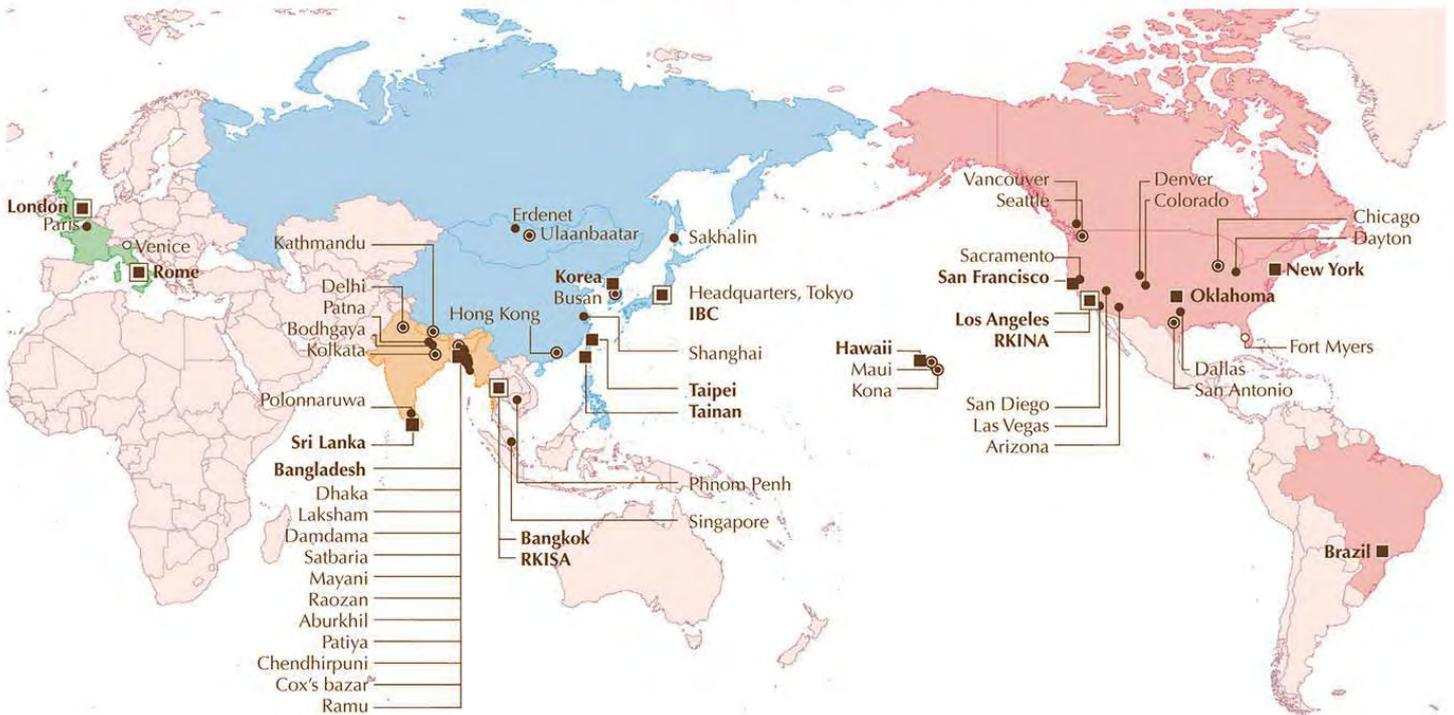 London
Paris
Venice
Rome
Kathmandu
Delhi
Patna
Bodhgaya
Kolkata
Polonnaruwa
Sri Lanka
Bangladesh
Dhaka
Laksham
Damdama
Satbaria
Mayani
Raozan
Aburkhil
Patiya
Chendhirpuni
Cox's bazar
Ramu
Erdenet
Ulaanbaatar
Sakhalin
Korea
Busan
Headquarters, Tokyo
IBC
Hong Kong
Shanghai
Taipei
Tainan
Phnom Penh
Singapore
Bangkok
RKISA
Hawaii
Maui
Kona
Vancouver
Seattle
Sacramento
San Francisco
Los Angeles
RKINA
San Diego
Las Vegas
Arizona
Denver
Colorado
Chicago
Dayton
New York
Oklahoma
Fort Myers
Dallas
San Antonio
Brazil